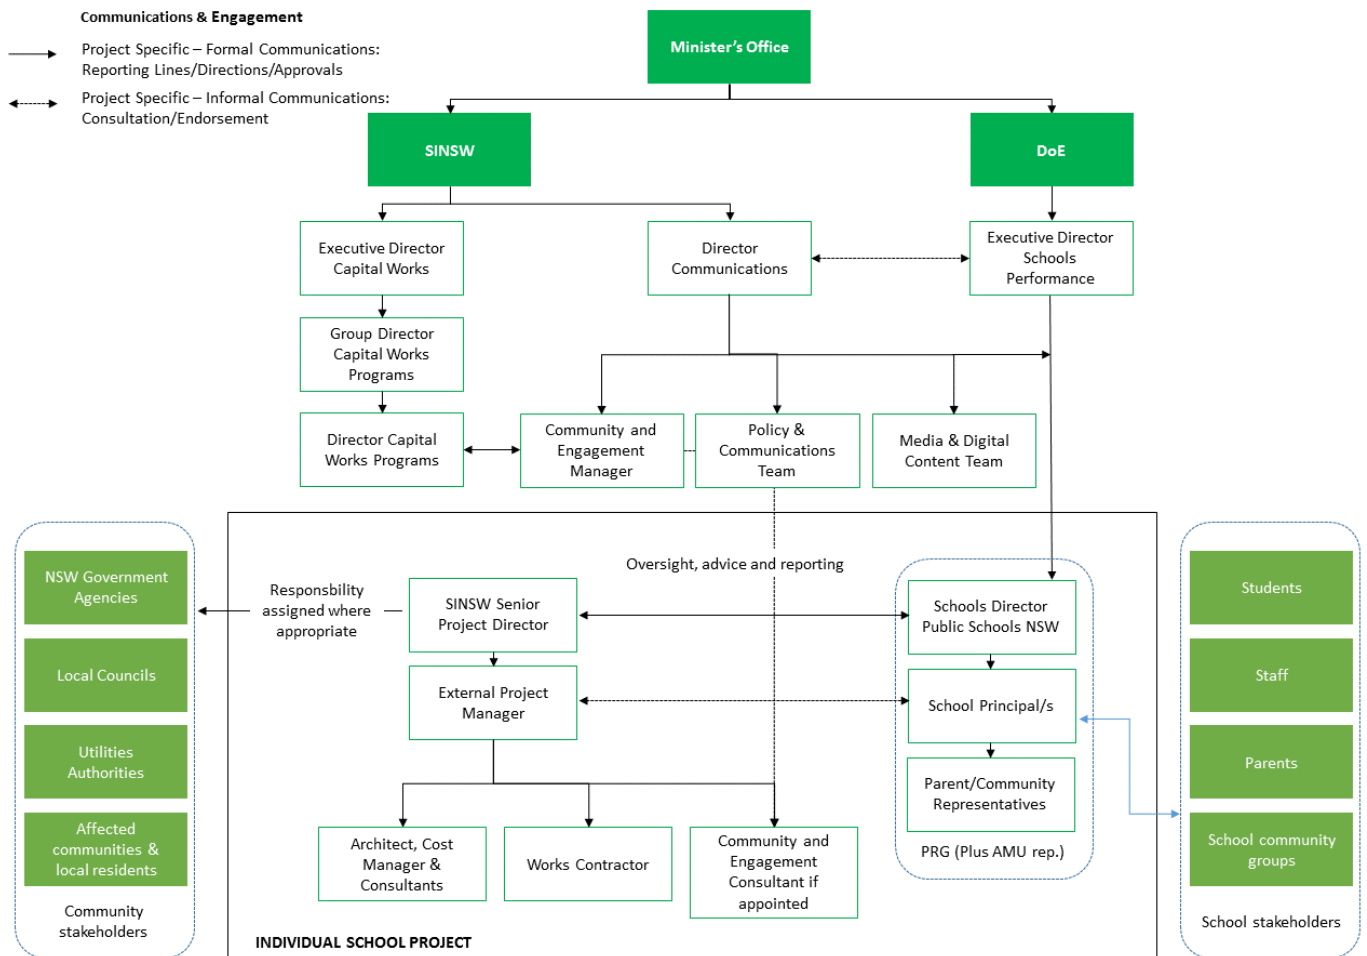 Communications & Engagement
Project Specific – Formal Communications:
Reporting Lines/Directions/Approvals
Project Specific – Informal Communications:
Consultation/Endorsement
Minister's Office
SINSW
DoE
Executive Director
Capital Works
Director
Communications
Executive Director
Schools
Performance
Group Director
Capital Works
Programs
Director Capital
Works Programs
Community and
Engagement
Manager
Policy &
Communications
Team
Media & Digital
Content Team
NSW Government
Agencies
Local Councils
Utilities
Authorities
Affected
communities &
local residents
Community
stakeholders
Responsbility
assigned where
appropriate
Oversight, advice and reporting
SINSW Senior
Project Director
External Project
Manager
Architect, Cost
Manager &
Consultants
Works Contractor
Community and
Engagement
Consultant if
appointed
Schools Director
Public Schools NSW
School Principal/s
Parent/Community
Representatives
PRG (Plus AMU rep.)
INDIVIDUAL SCHOOL PROJECT
Students
Staff
Parents
School community
groups
School stakeholders